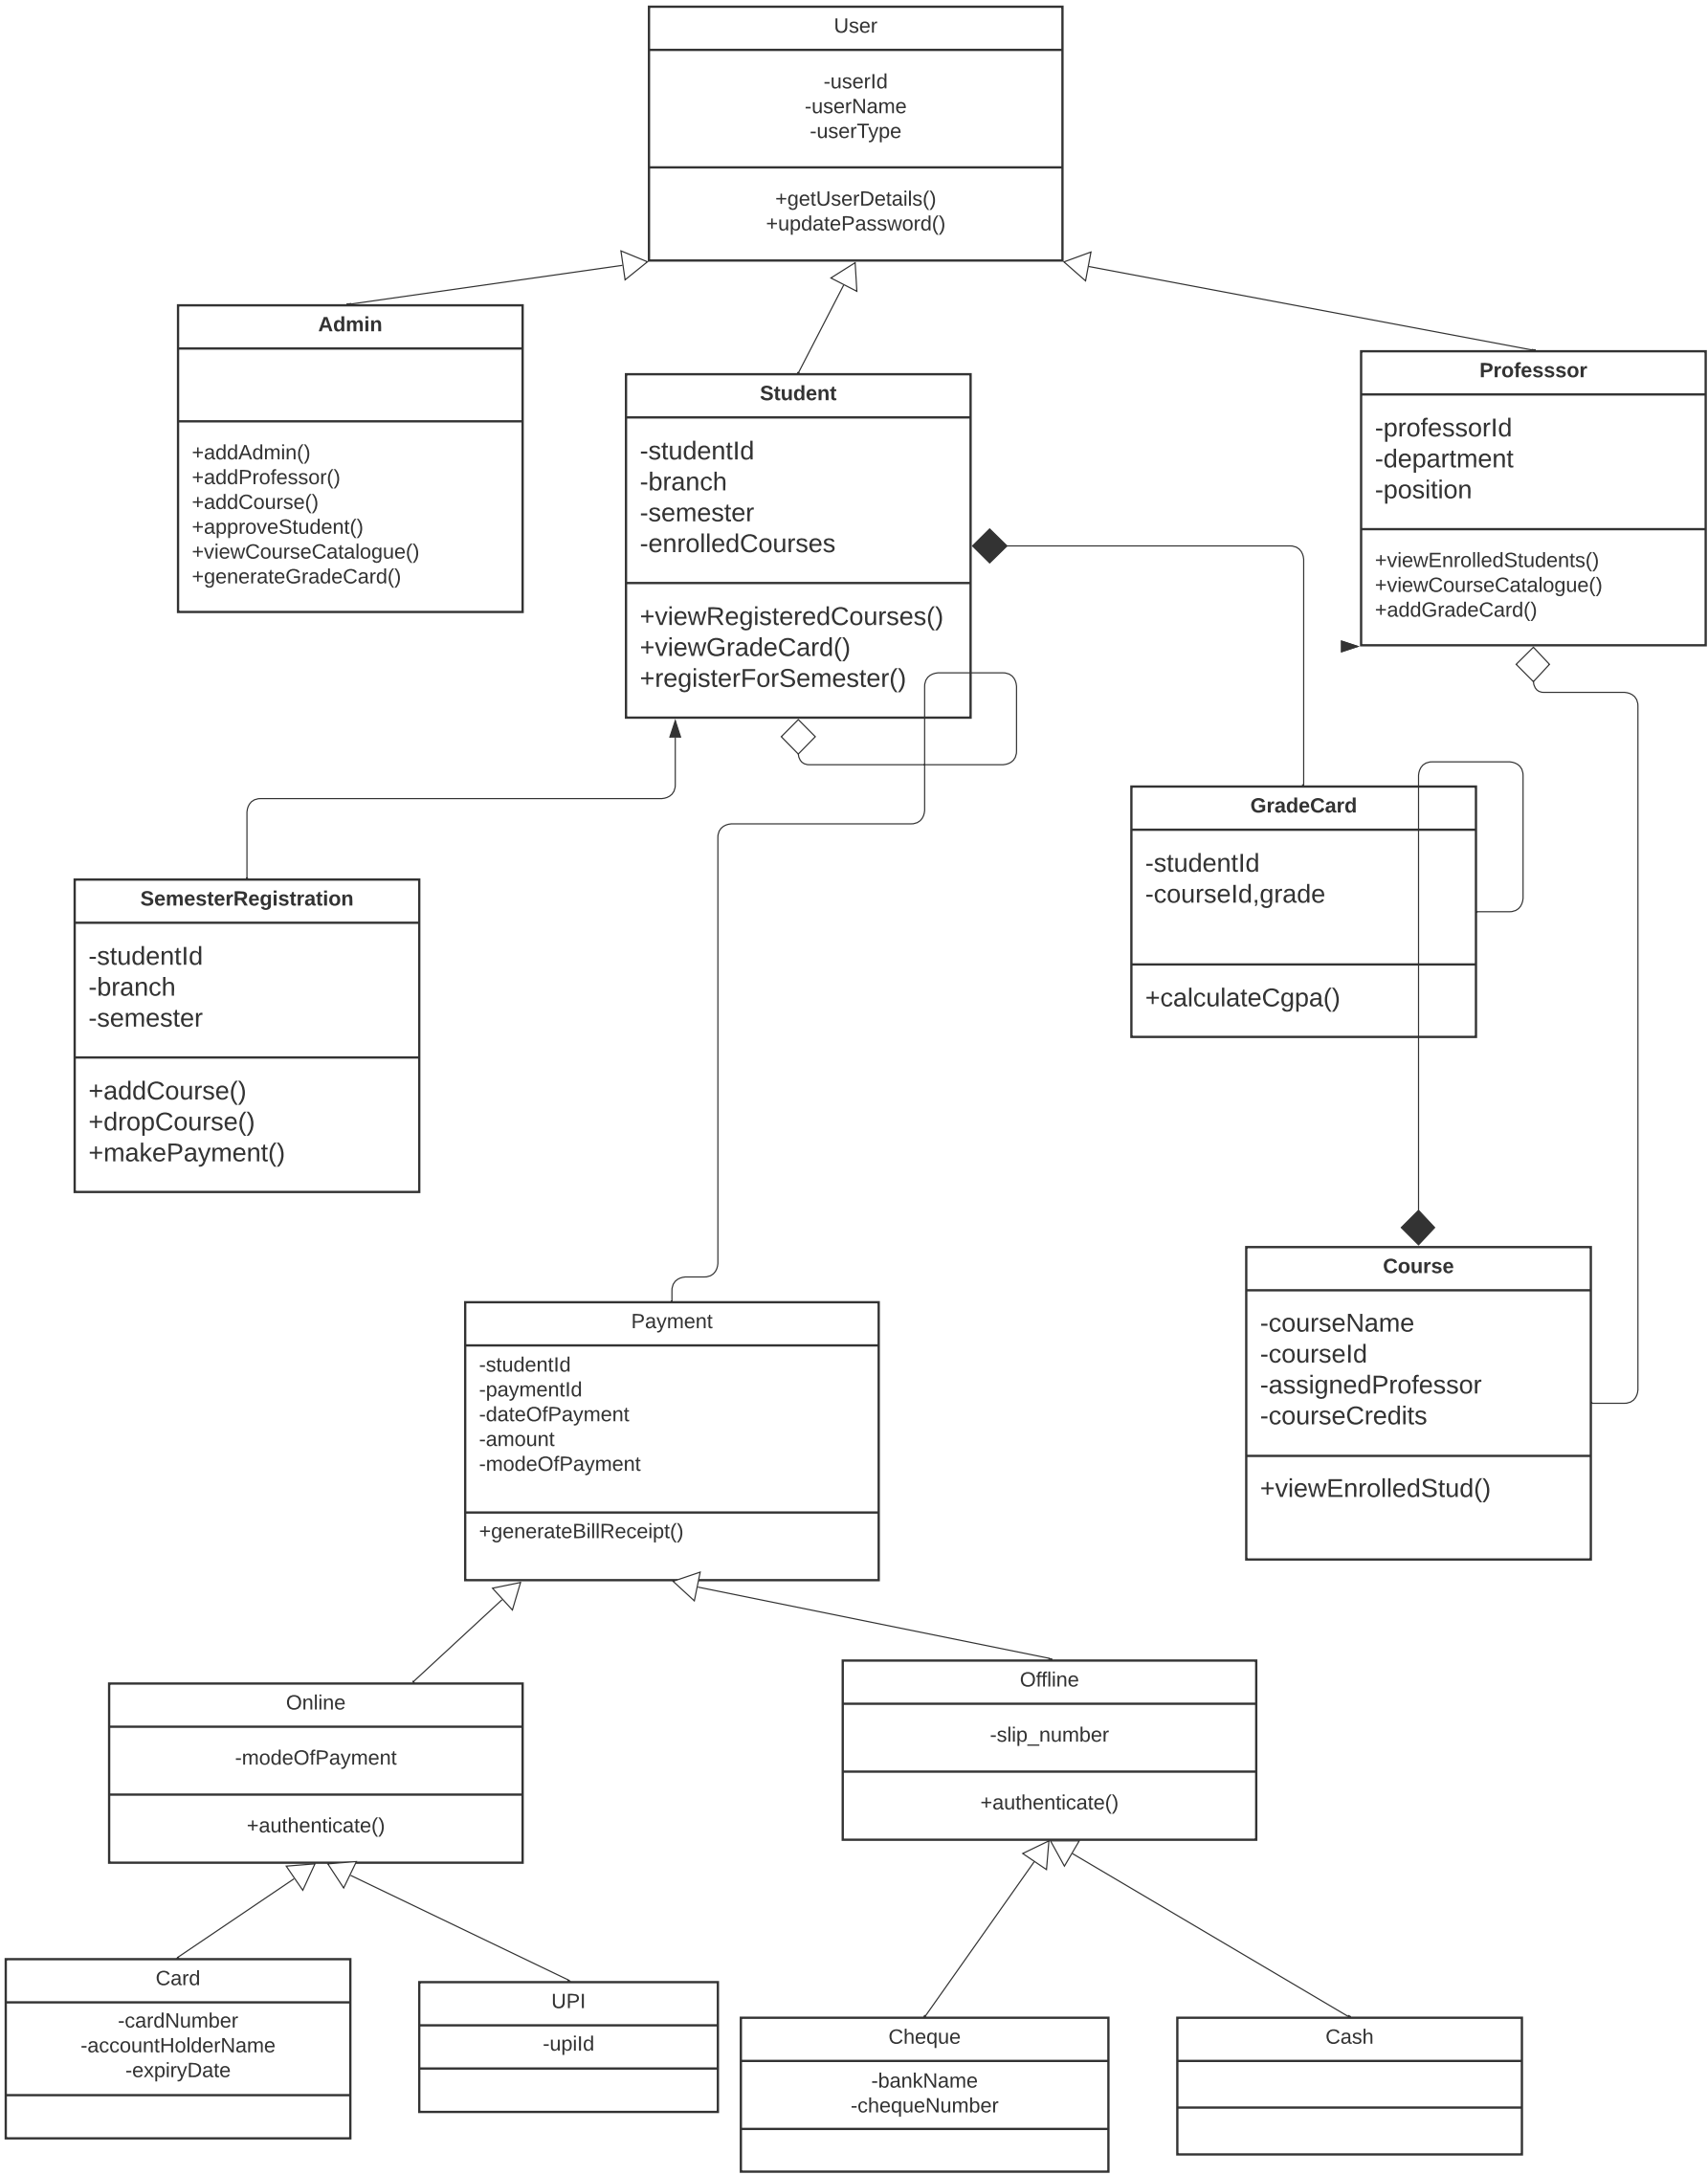 User
-userId
-userName
-userType
+getUserDetails()
+updatePassword()
Admin
+addAdmin()
+addProfessor()
+addCourse()
+approveStudent()
+viewCourseCatalogue()
+generateGradeCard()
Student
-studentId
-branch
-semester
-enrolledCourses
+viewRegisteredCourses()
+viewGradeCard()
+registerForSemester()
Professsor
-professorId
-department
-position
+viewEnrolledStudents()
+viewCourseCatalogue()
+addGradeCard()
GradeCard
-studentId
-courseId,grade
+calculateCgpa()
SemesterRegistration
-studentId
-branch
-semester
+addCourse()
+dropCourse()
+makePayment()
Course
-courseName
-courseId
-assignedProfessor
-courseCredits
+viewEnrolledStud()
Payment
-studentId
-paymentId
-dateOfPayment
-amount
-modeOfPayment
+generateBillReceipt()
Online
-modeOfPayment
+authenticate()
Offline
-slip_number
+authenticate()
Card
-cardNumber
-accountHolderName
-expiryDate
UPI
-upiId
Cheque
-bankName
-chequeNumber
Cash